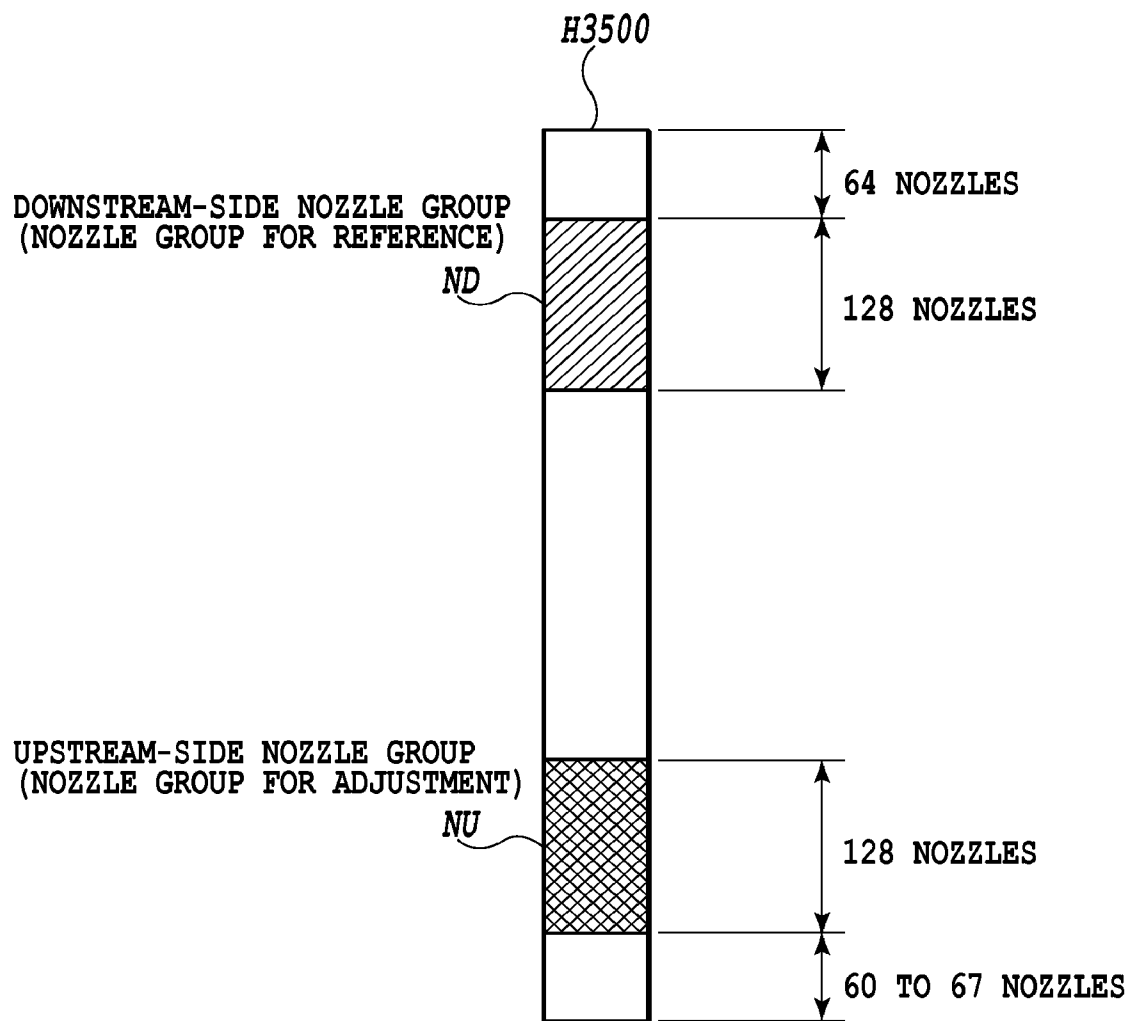 H3500
64 NOZZLES
DOWNSTREAM-SIDE NOZZLE GROUP
(NOZZLE GROUP FOR REFERENCE)
ND
128 NOZZLES
UPSTREAM-SIDE NOZZLE GROUP
(NOZZLE GROUP FOR ADJUSTMENT)
NU
128 NOZZLES
60 TO 67 NOZZLES